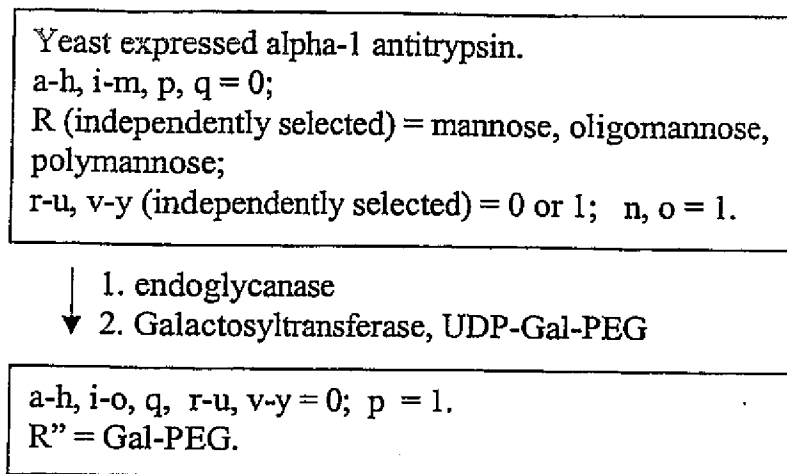 Yeast expressed alpha-1 antitrypsin.
a-h, i-m, p, q = 0;
R (independently selected) = mannose, oligomannose,
polymannose;
r-u, v-y (independently selected) = 0 or 1; n, o = 1.
1. endoglycanase
2. Galactosyltransferase, UDP-Gal-PEG
a-h, i-o, q, r-u, v-y = 0; p = 1.
R” = Gal-PEG.